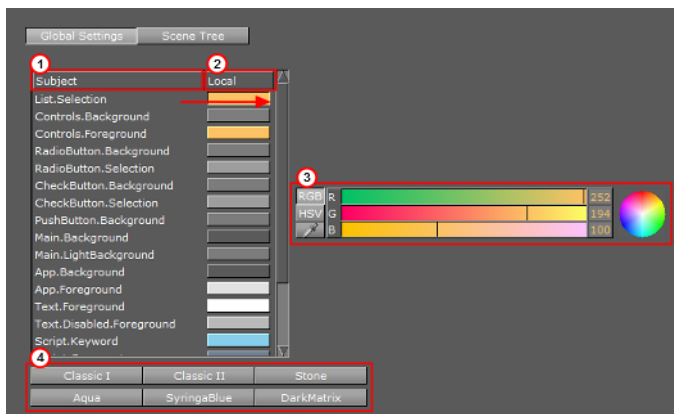 Global Settings Scene Tree
1 2
Subject Local
List.Selection
Controls.Background
Controls.Foreground
RadioButton.Background
RadioButton.Selection
CheckButton.Background
CheckButton.Selection
PushButton.Background
Main.Background
Main.LightBackground
App.Background
App.Foreground
Text.Foreground
Text.Disabled.Foreground
Script.Keyword
3
RGB R 252
HSV G 194
B 100
4
Classic I Classic II Stone
Aqua SyringaBlue DarkMatrix